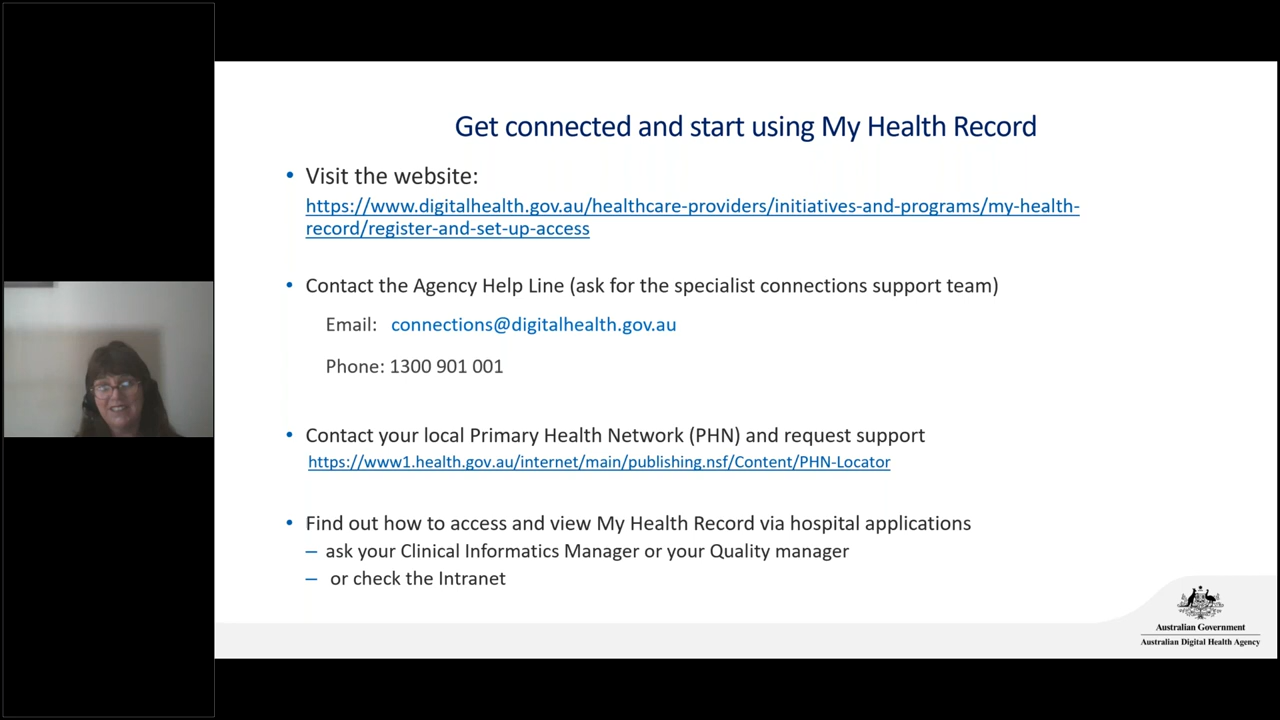 Get connected and start using My Health Record
• Visit the website:
https://www.digitalhealth.gov.au/healthcare-providers/initiatives-and-programs/my-health-
record/register-and-set-up-access
• Contact the Agency Help Line (ask for the specialist connections support team)
Email: connections@digitalhealth.gov.au
Phone: 1300 901 001
• Contact your local Primary Health Network (PHN) and request support
https://www1.health.gov.au/internet/main/publishing.nsf/Content/PHN-Locator
• Find out how to access and view My Health Record via hospital applications
– ask your Clinical Informatics Manager or your Quality manager
– or check the Intranet
Australian Government
Australian Digital Health Agency